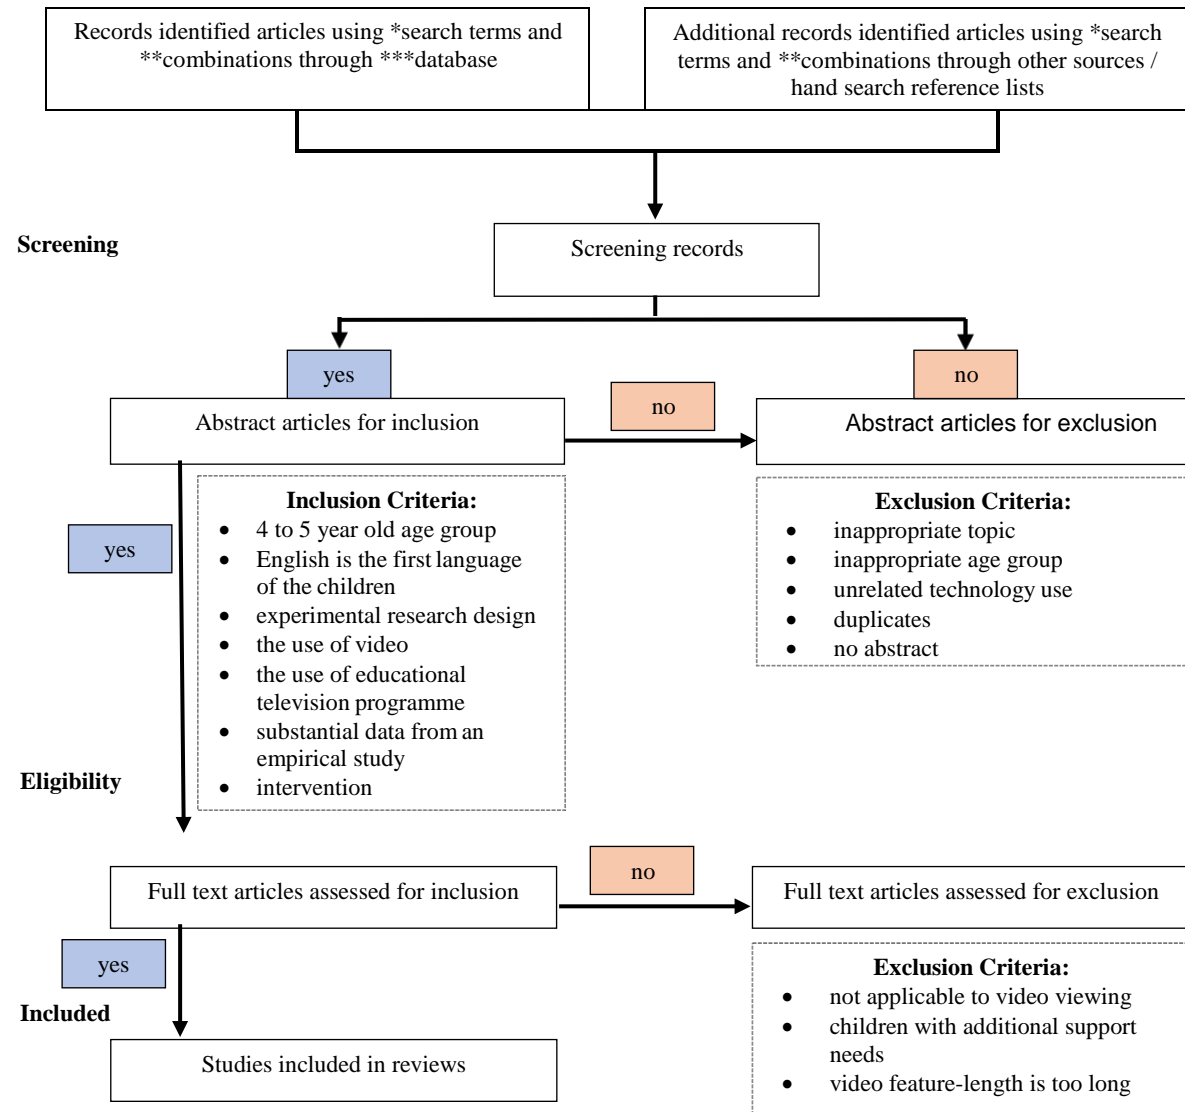 Records identified articles using *search terms and
**combinations through ***database
Additional records identified articles using *search
terms and **combinations through other sources /
hand search reference lists
Screening
Screening records
yes
no
Abstract articles for inclusion
no
Abstract articles for exclusion
yes
Inclusion Criteria:
• 4 to 5 year old age group
• English is the first language
of the children
• experimental research design
• the use of video
• the use of educational
television programme
• substantial data from an
empirical study
• intervention
Exclusion Criteria:
• inappropriate topic
• inappropriate age group
• unrelated technology use
• duplicates
• no abstract
Eligibility
Full text articles assessed for inclusion
no
Full text articles assessed for exclusion
yes
Exclusion Criteria:
• not applicable to video viewing
• children with additional support
needs
• video feature-length is too long
Included
Studies included in reviews